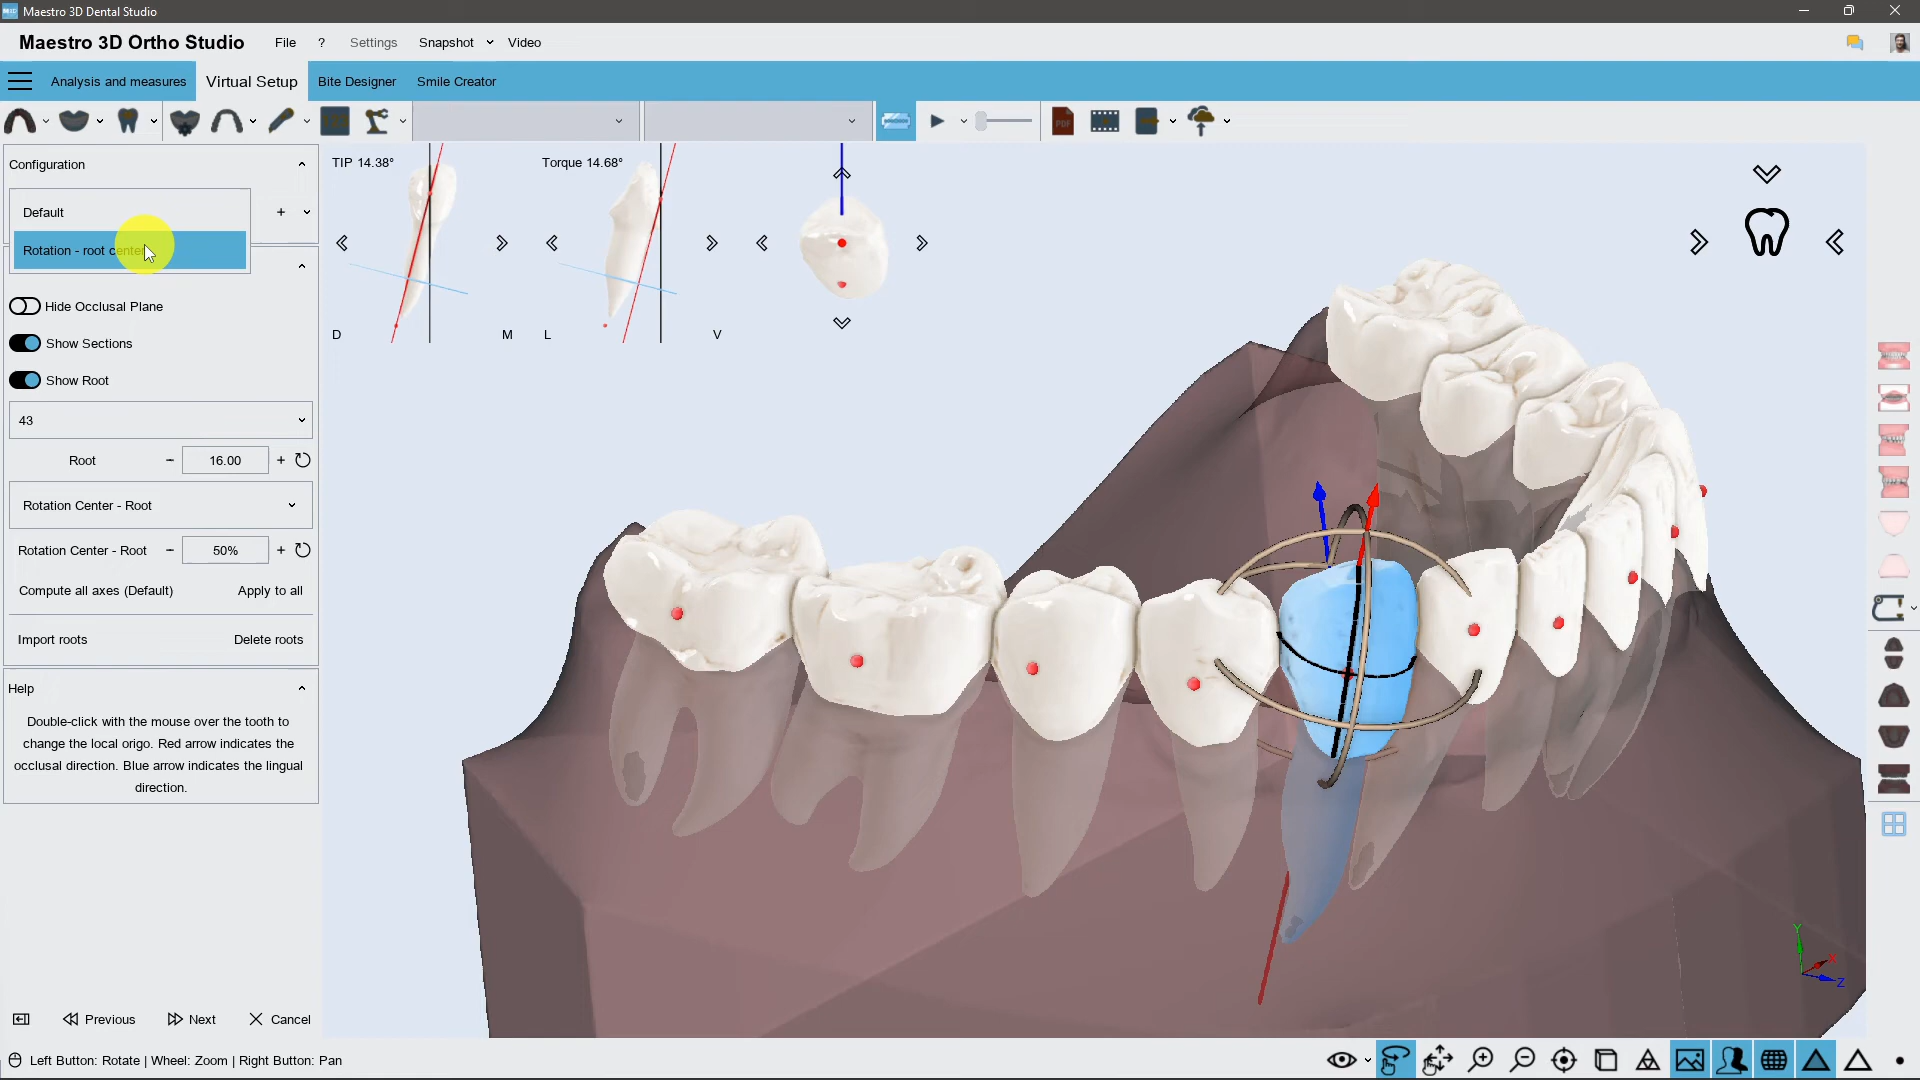 Maestro 3D Dental Studio
Maestro 3D Ortho Studio File ? Settings Snapshot Video
Analysis and measures Virtual Setup Bite Designer Smile Creator
PDF
Configuration
Default
+
Rotation - root center
Hide Occlusal Plane
Show Sections
Show Root
43
Root - 16.00 +
Rotation Center - Root
Rotation Center - Root - 50% +
Compute all axes (Default) Apply to all
Import roots Delete roots
Help
Double-click with the mouse over the tooth to
change the local origo. Red arrow indicates the
occlusal direction. Blue arrow indicates the lingual
direction.
TIP 14.38° Torque 14.68°
D M L V
Y
X
Z
Previous Next Cancel
Left Button: Rotate | Wheel: Zoom | Right Button: Pan